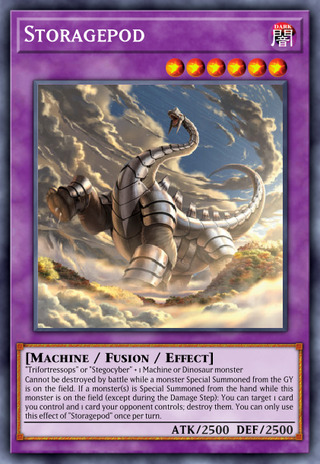 Storagepod
DARK
闇
[Machine / Fusion / Effect]
"Trifortressops" or "Stegocyber" + 1 Machine or Dinosaur monster
Cannot be destroyed by battle while a monster Special Summoned from the GY
is on the field. If a monster(s) is Special Summoned from the hand while this
monster is on the field (except during the Damage Step): You can target 1 card
you control and 1 card your opponent controls; destroy them. You can only use
this effect of "Storagepod" once per turn.
ATK/2500 DEF/2500